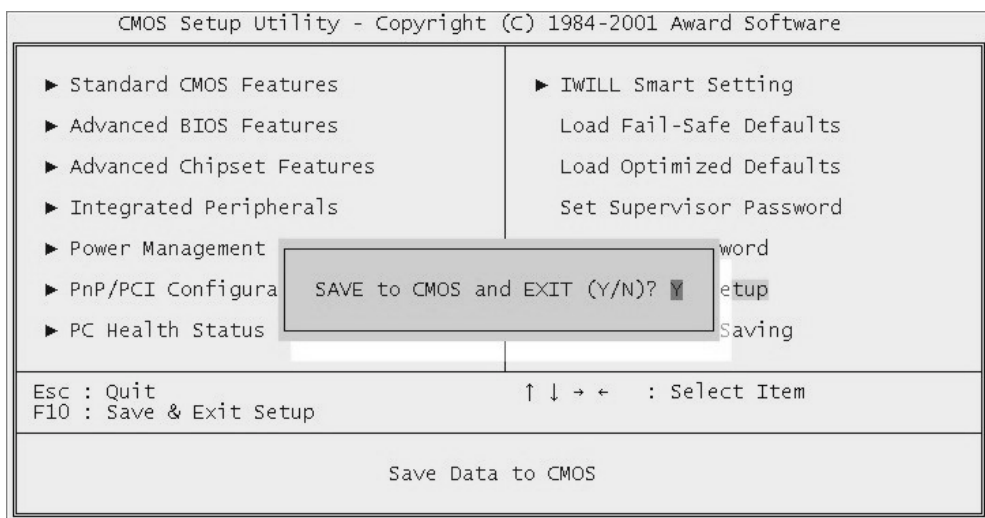 CMOS Setup Utility - Copyright (C) 1984-2001 Award Software
► Standard CMOS Features
► Advanced BIOS Features
► Advanced Chipset Features
► Integrated Peripherals
► Power Management
► PnP/PCI Configura
► PC Health Status
► IWILL Smart Setting
Load Fail-Safe Defaults
Load Optimized Defaults
Set Supervisor Password
word
etup
Saving
SAVE to CMOS and EXIT (Y/N)? Y
Esc : Quit
F10 : Save & Exit Setup
↑ ↓ → ← : Select Item
Save Data to CMOS